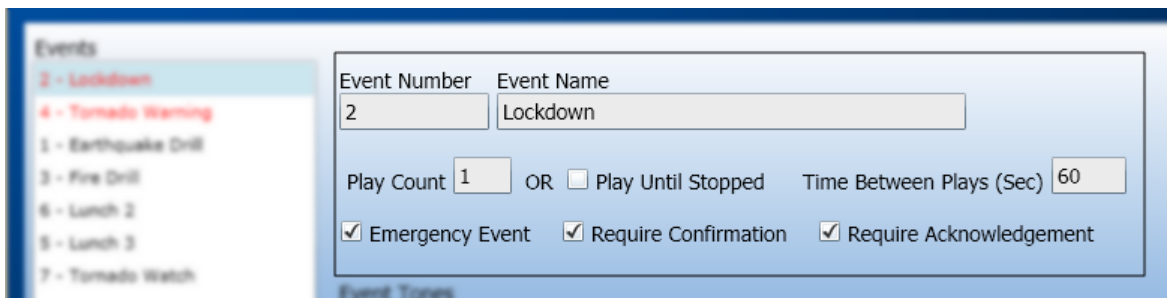 Events
2 - Lockdown
4 - Tornado Warning
1 - Earthquake Drill
3 - Fire Drill
6 - Lunch 2
5 - Lunch 3
7 - Tornado Watch
Event Number Event Name
2 Lockdown
Play Count 1 OR Play Until Stopped Time Between Plays (Sec) 60
Emergency Event Require Confirmation Require Acknowledgement
Event Tones